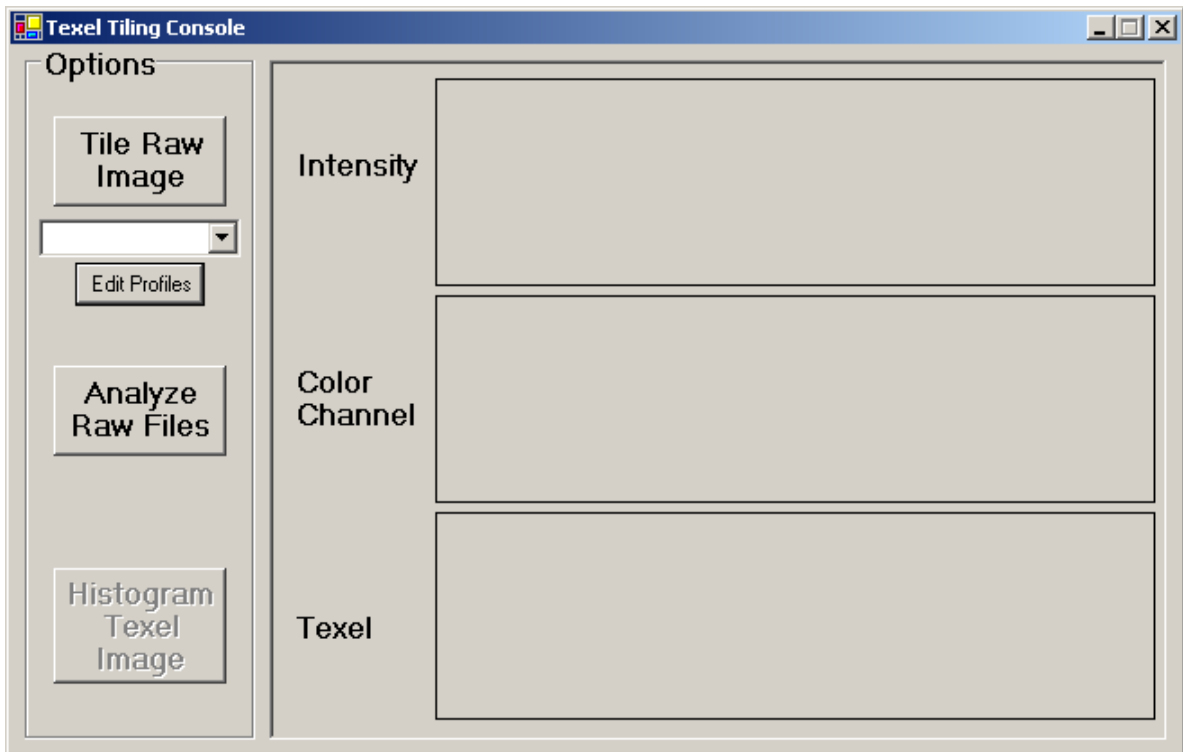 Texel Tiling Console
Options
Tile Raw
Image
Edit Profiles
Analyze
Raw Files
Histogram
Texel
Image
Intensity
Color
Channel
Texel